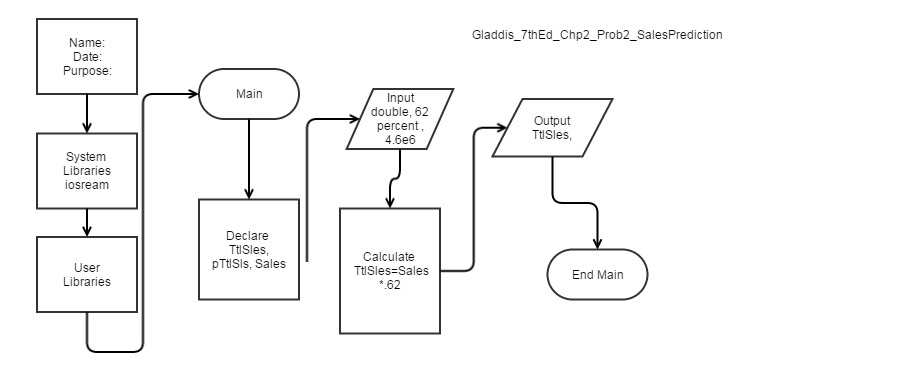 Gladdis_7thEd_Chp2_Prob2_SalesPrediction
Name:
Date:
Purpose:
System
Libraries
iosream
User
Libraries
Main
Declare
TtlSles,
pTtlSls, Sales
Input
double, 62
percent ,
4.6e6
Calculate
TtlSles=Sales
*.62
Output
TtlSles,
End Main